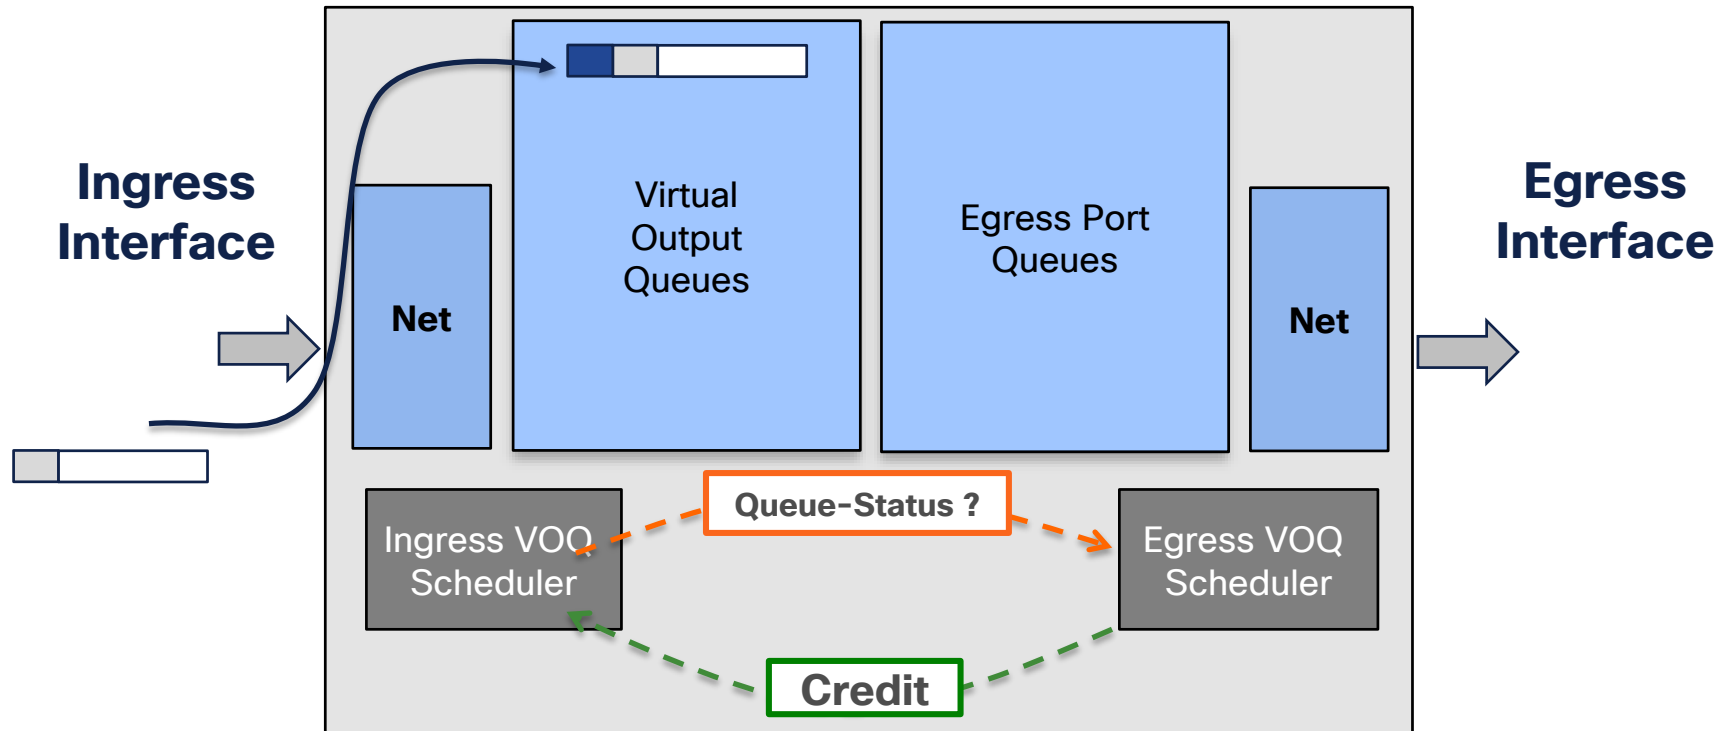 Ingress
Interface
Net
Virtual
Output
Queues
Egress Port
Queues
Net
Egress
Interface
Queue-Status ?
Ingress VOQ
Scheduler
Egress VOQ
Scheduler
Credit